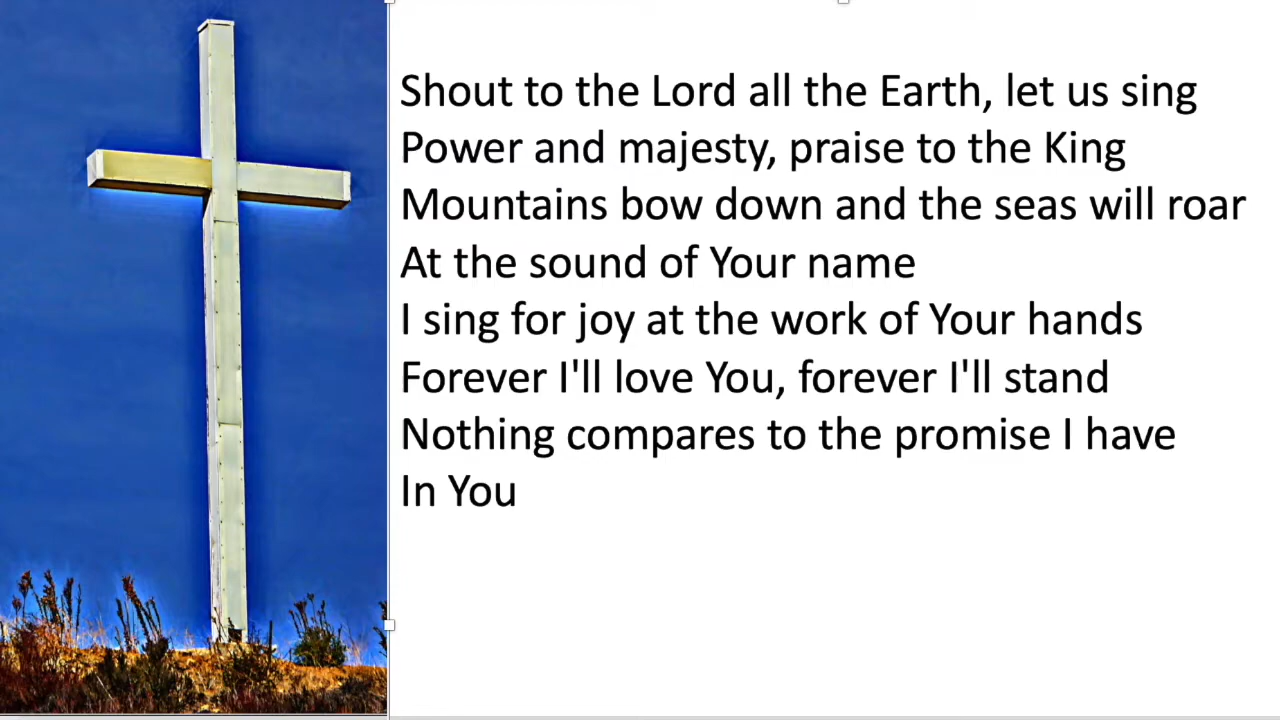 Shout to the Lord all the Earth, let us sing
Power and majesty, praise to the King
Mountains bow down and the seas will roar
At the sound of Your name
I sing for joy at the work of Your hands
Forever I'll love You, forever I'll stand
Nothing compares to the promise I have
In You